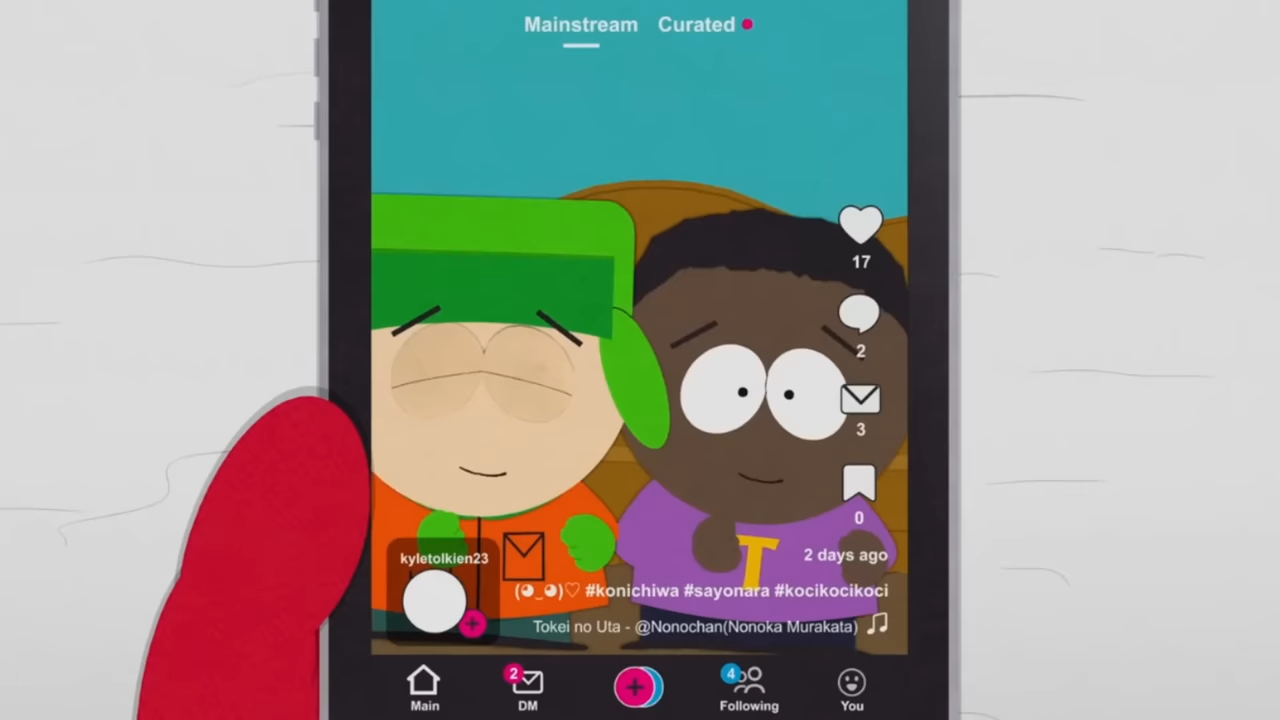 Mainstream Curated
17
2
3
0
T
kyletolkien23
2 days ago
(◕‿◕)♡ #konichiwa #sayonara #kocikocikoci
Tokei no Uta - @Nonochan(Nonoka Murakata)
2
4
Main DM Following You